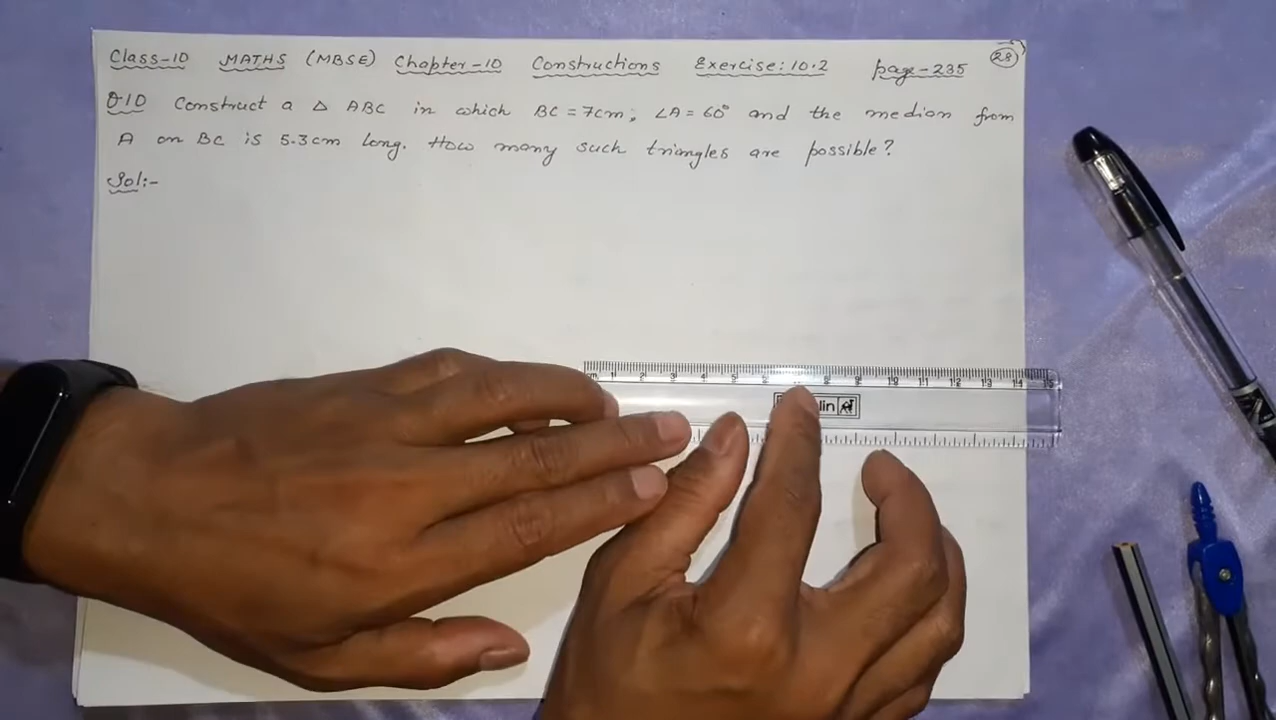 Class-10 MATHS (MBSE) Chapter-10 Constructions Exercise: 10.2 page-235 28
Q.10 Construct a △ ABC in which BC = 7cm; ∠A = 60° and the median from
A on BC is 5.3cm long. How many such triangles are possible?
Sol:-